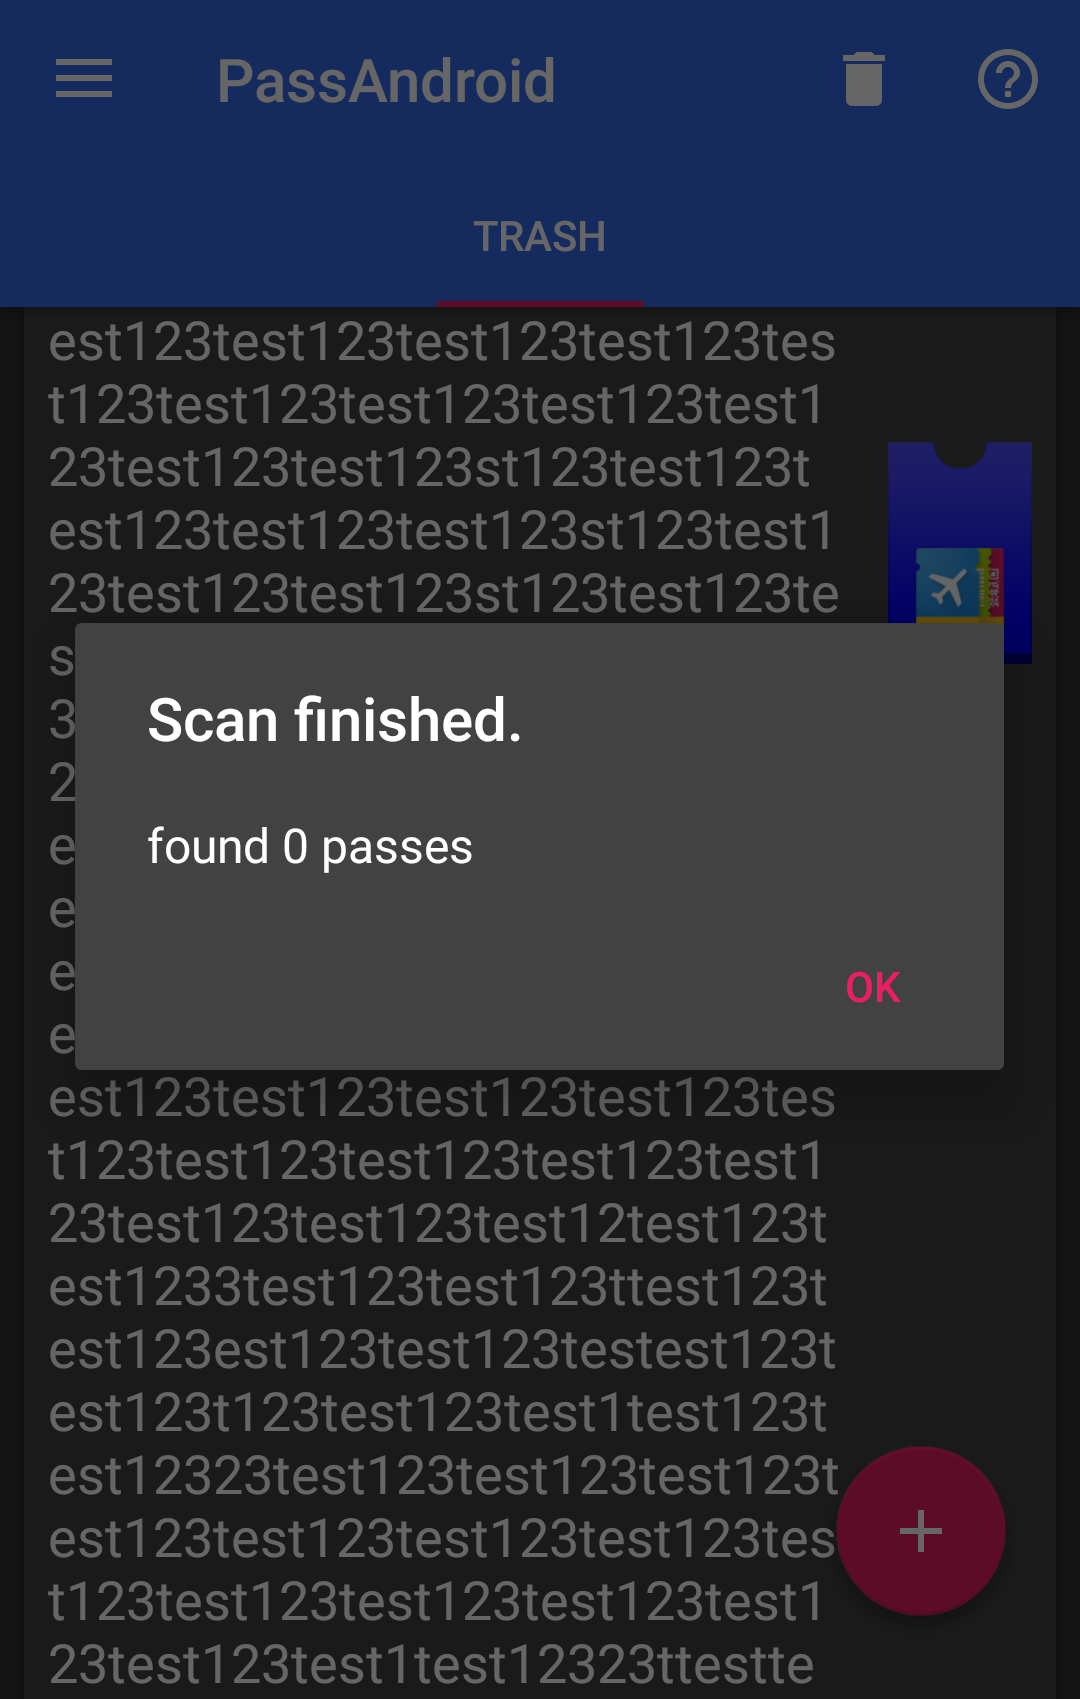 PassAndroid
TRASH
est123test123test123test123tes
t123test123test123test123test1
23test123test123st123test123t
est123test123test123st123test1
23test123test123st123test123te
s
3
2
e
e
e
e
Scan finished.
found 0 passes
OK
est123test123test123test123tes
t123test123test123test123test1
23test123test123test12test123t
est1233test123test123ttest123t
est123est123test123testest123t
est123t123test123test1test123t
est12323test123test123test123t
est123test123test123test123tes
t123test123test123test123test1
23test123test1test12323ttestte